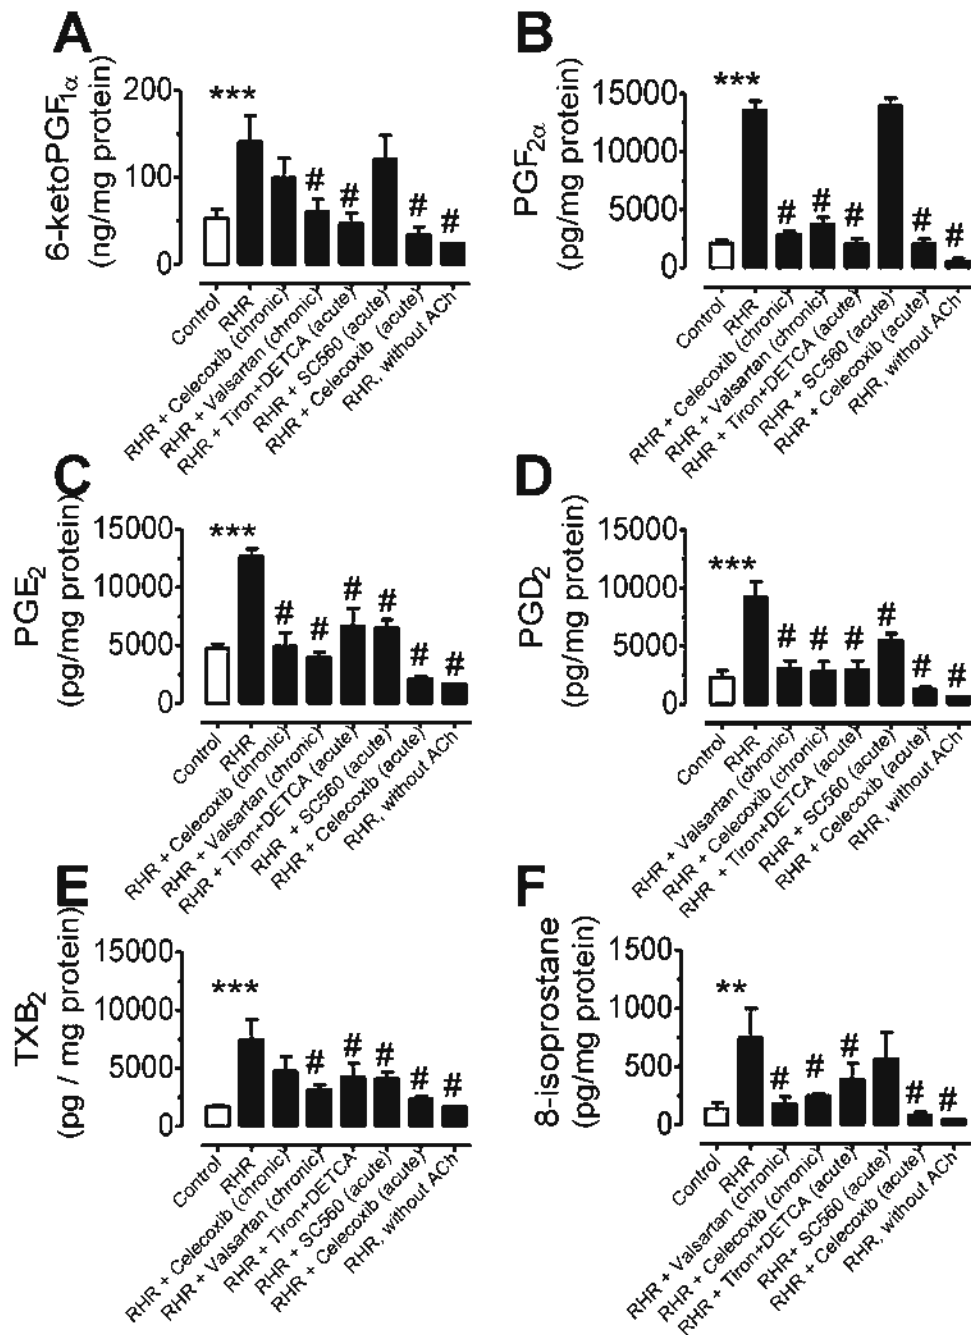 A
6-ketoPGF1α
(ng/mg protein)
200
100
0
***
#
#
#
#
Control
RHR
RHR + Celecoxib (chronic)
RHR + Valsartan (chronic)
RHR + Tiron+DETCA (acute)
RHR + SC560 (acute)
RHR + Celecoxib (acute)
RHR, without ACh
B
PGF2α
(pg/mg protein)
15000
10000
5000
0
***
#
#
#
#
#
Control
RHR
RHR + Celecoxib (chronic)
RHR + Valsartan (chronic)
RHR + Tiron+DETCA (acute)
RHR + SC560 (acute)
RHR + Celecoxib (acute)
RHR, without ACh
C
PGE2
(pg/mg protein)
15000
10000
5000
0
***
#
#
#
#
#
#
Control
RHR
RHR + Celecoxib (chronic)
RHR + Valsartan (chronic)
RHR + Tiron+DETCA (acute)
RHR + SC560 (acute)
RHR + Celecoxib (acute)
RHR, without ACh
D
PGD2
(pg/mg protein)
15000
10000
5000
0
***
#
#
#
#
#
#
Control
RHR
RHR + Valsartan (chronic)
RHR + Celecoxib (chronic)
RHR + Tiron+DETCA (acute)
RHR + SC560 (acute)
RHR + Celecoxib (acute)
RHR, without ACh
E
TXB2
(pg / mg protein)
15000
10000
5000
0
***
#
#
#
#
#
Control
RHR
RHR + Celecoxib (chronic)
RHR + Valsartan (chronic)
RHR + Tiron+DETCA
RHR + SC560 (acute)
RHR + Celecoxib (acute)
RHR, without ACh
F
8-isoprostane
(pg/mg protein)
1500
1000
500
0
**
#
#
#
#
#
Control
RHR
RHR + Valsartan (chronic)
RHR + Celecoxib (chronic)
RHR + Tiron+DETCA (acute)
RHR+ SC560 (acute)
RHR + Celecoxib (acute)
RHR, without ACh